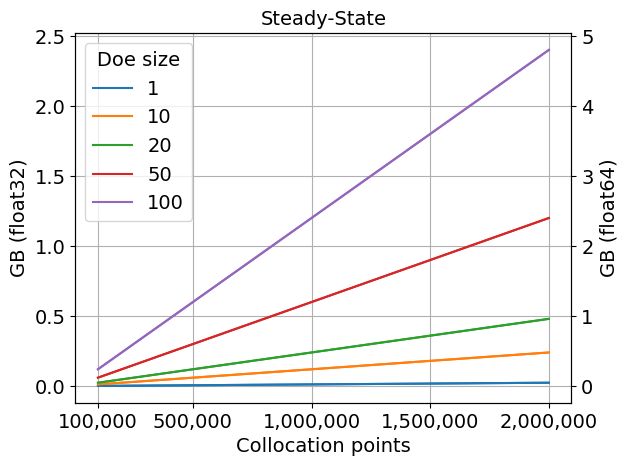 Steady-State
Doe size
1
10
20
50
100
GB (float32)
2.5
2.0
1.5
1.0
0.5
0.0
5
4
3
2
1
0
GB (float64)
100,000 500,000 1,000,000 1,500,000 2,000,000
Collocation points